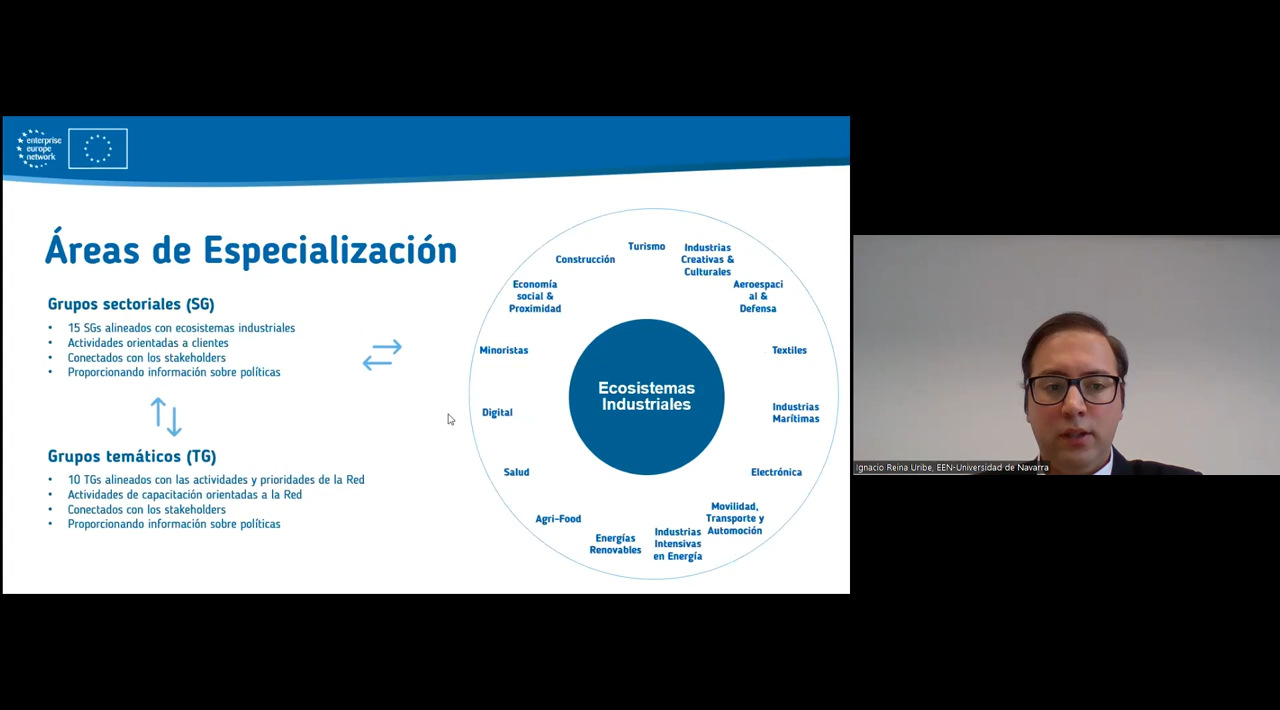 enterprise
europe
network
Áreas de Especialización
Grupos sectoriales (SG)
• 15 SGs alineados con ecosistemas industriales
• Actividades orientadas a clientes
• Conectados con los stakeholders
• Proporcionando información sobre políticas
Grupos temáticos (TG)
• 10 TGs alineados con las actividades y prioridades de la Red
• Actividades de capacitación orientadas a la Red
• Conectados con los stakeholders
• Proporcionando información sobre políticas
Ecosistemas
Industriales
Turismo
Industrias
Creativas &
Culturales
Aeroespaci
al &
Defensa
Textiles
Industrias
Marítimas
Electrónica
Movilidad,
Transporte y
Automoción
Industrias
Intensivas
en Energía
Energías
Renovables
Agri-Food
Salud
Digital
Minoristas
Economía
social &
Proximidad
Construcción
Ignacio Reina Uribe, EEN-Universidad de Navarra